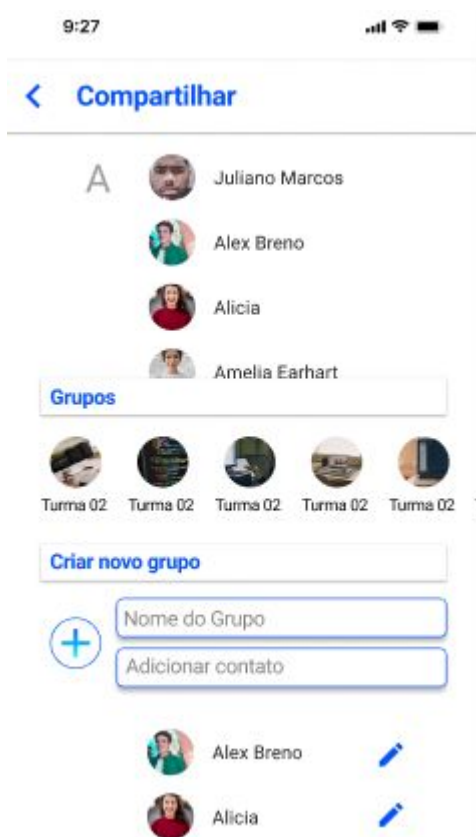 9:27
Compartilhar
A
Juliano Marcos
Alex Breno
Alicia
Amelia Earhart
Grupos
Turma 02 Turma 02 Turma 02 Turma 02 Turma 02
Criar novo grupo
Nome do Grupo
Adicionar contato
Alex Breno
Alicia